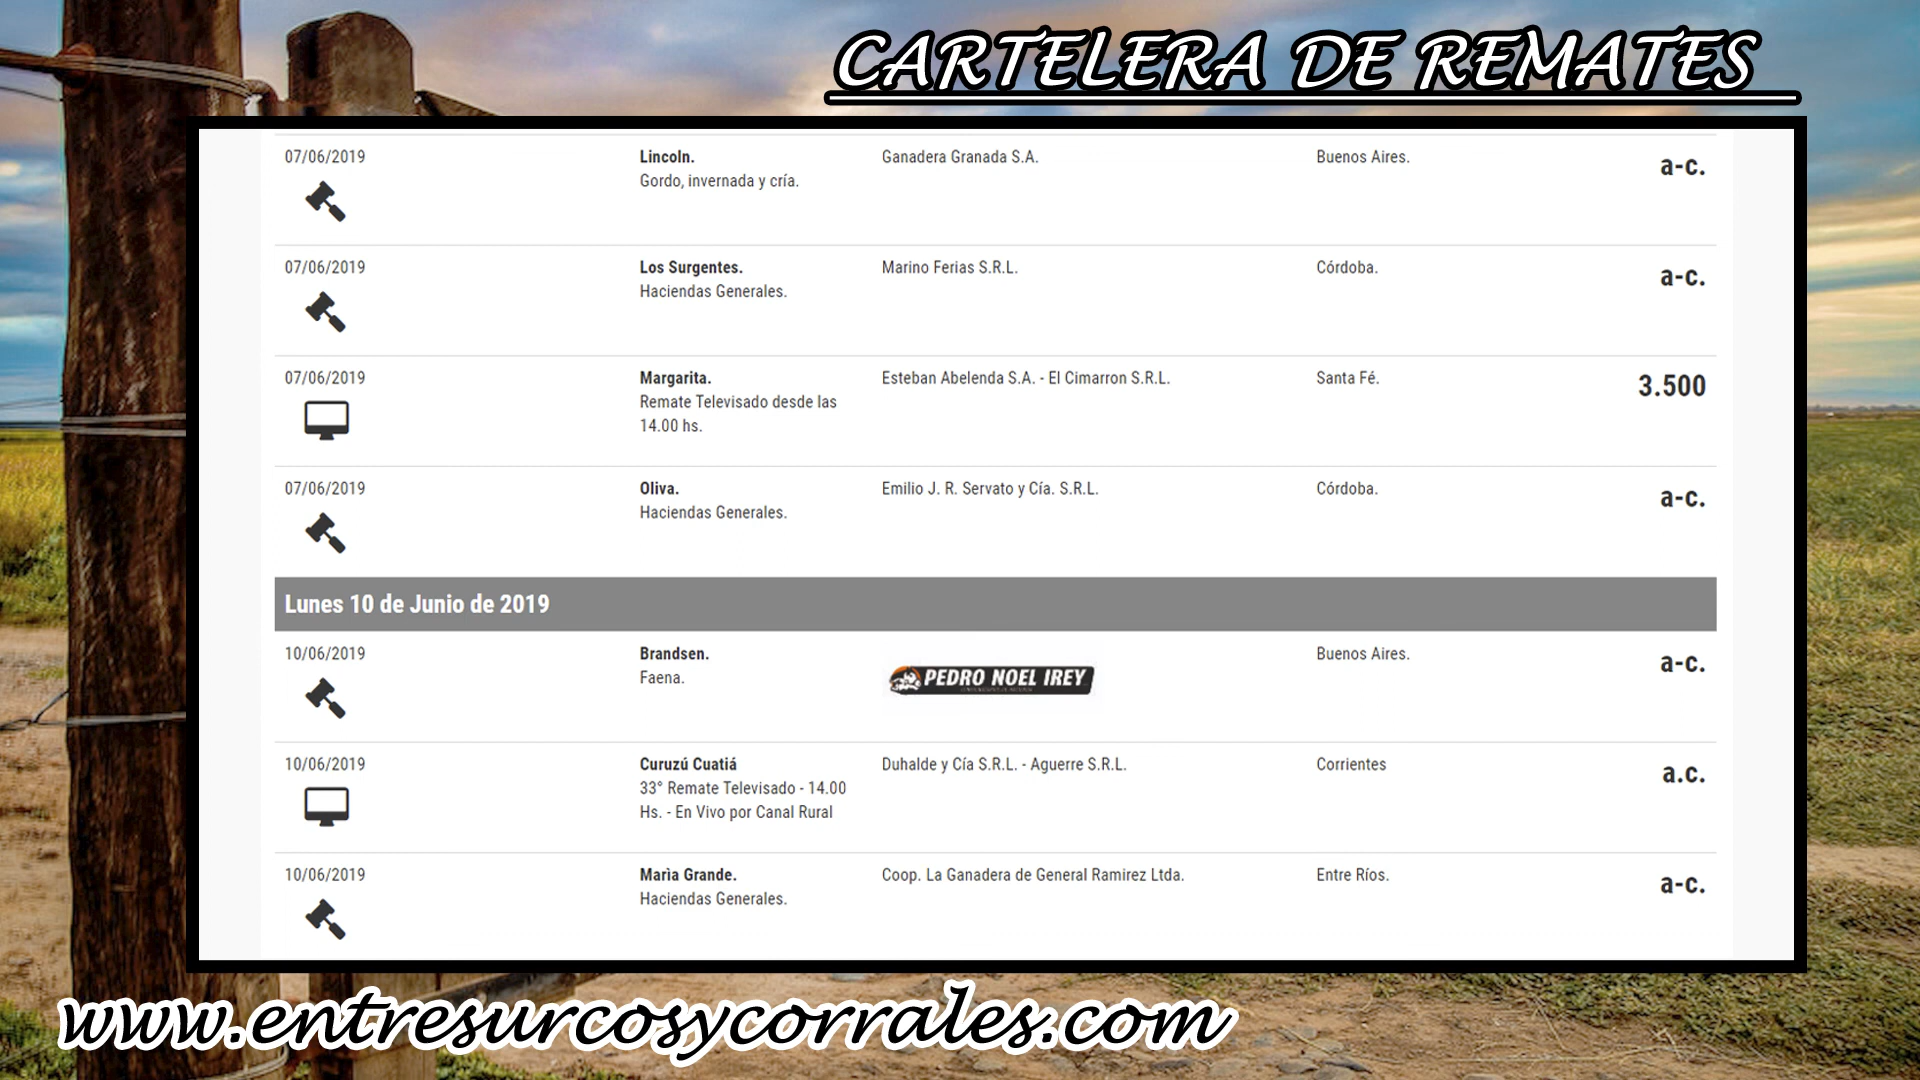 CARTELERA DE REMATES
07/06/2019 Lincoln. Ganadera Granada S.A. Buenos Aires. a-c.
Gordo, invernada y cría.
07/06/2019 Los Surgentes. Marino Ferias S.R.L. Córdoba. a-c.
Haciendas Generales.
07/06/2019 Margarita. Esteban Abelenda S.A. - El Cimarron S.R.L. Santa Fé. 3.500
Remate Televisado desde las
14.00 hs.
07/06/2019 Oliva. Emilio J. R. Servato y Cía. S.R.L. Córdoba. a-c.
Haciendas Generales.
Lunes 10 de Junio de 2019
10/06/2019 Brandsen. PEDRO NOEL IREY Buenos Aires. a-c.
Faena.
10/06/2019 Curuzú Cuatiá Duhalde y Cía S.R.L. - Aguerre S.R.L. Corrientes a.c.
33° Remate Televisado - 14.00
Hs. - En Vivo por Canal Rural
10/06/2019 Marìa Grande. Coop. La Ganadera de General Ramirez Ltda. Entre Ríos. a-c.
Haciendas Generales.
www.entresurcosycorrales.com